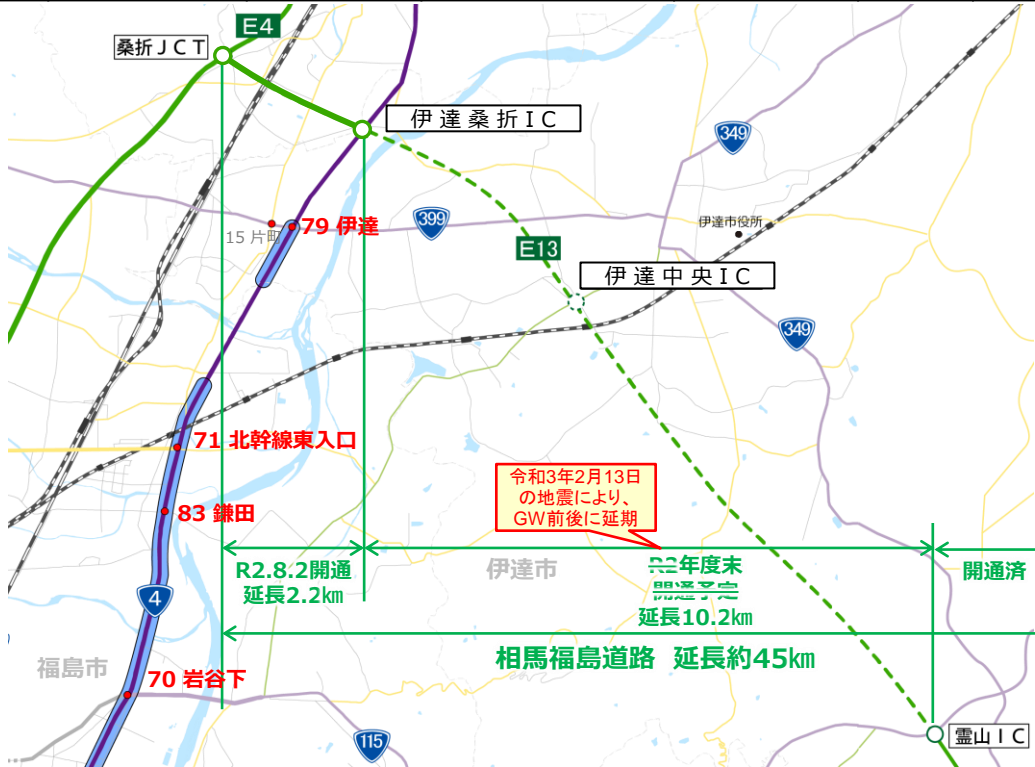 E4
桑折JCT
伊達桑折IC
349
79 伊達
15 片町
399
伊達市役所
E13
伊達中央IC
349
71 北幹線東入口
令和3年2月13日
の地震により、
GW前後に延期
83 鎌田
R2.8.2開通
延長2.2km
伊達市
R2年度末
開通予定
延長10.2km
開通済
4
相馬福島道路 延長約45km
福島市
70 岩谷下
115
霊山IC